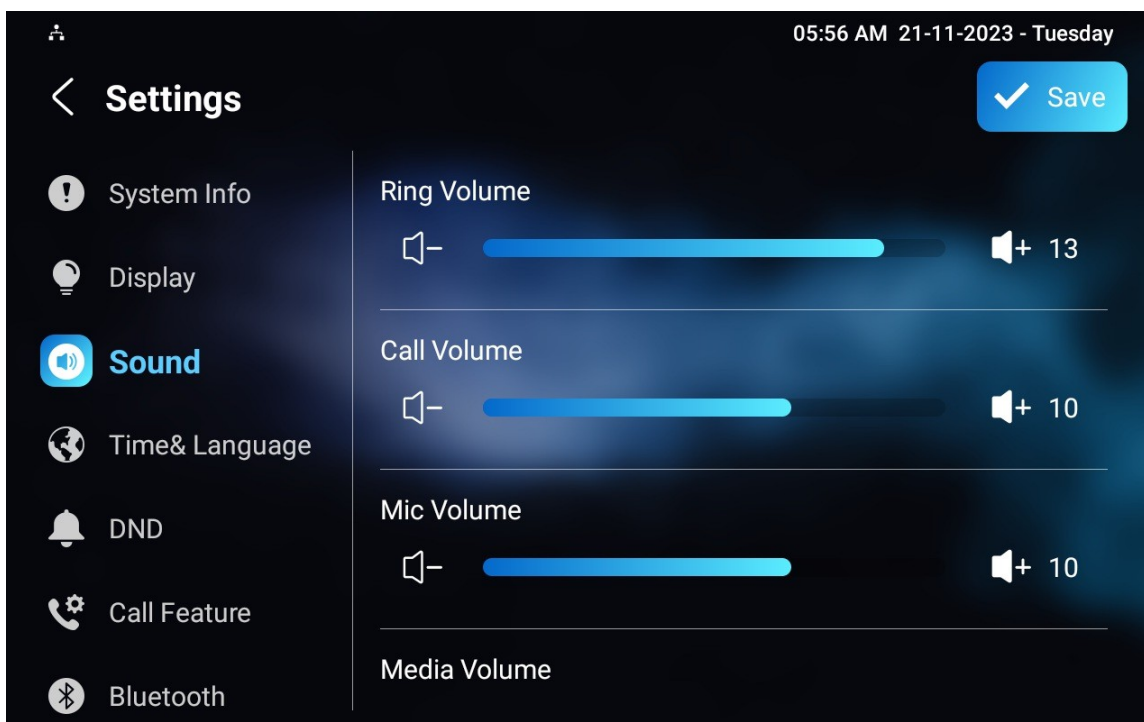 05:56 AM 21-11-2023 - Tuesday
Settings
Save
System Info
Display
Sound
Time& Language
DND
Call Feature
Bluetooth
Ring Volume
13
Call Volume
10
Mic Volume
10
Media Volume